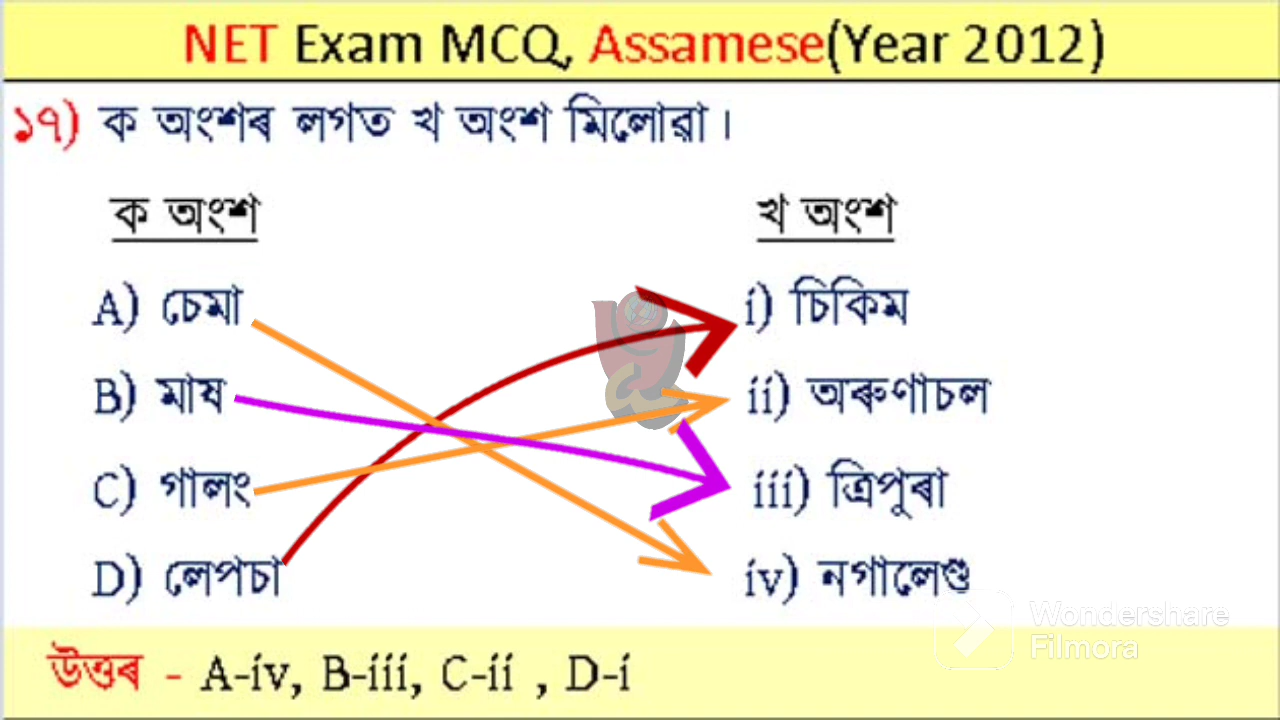 NET Exam MCQ, Assamese(Year 2012)
১৭) ক অংশৰ লগত খ অংশ মিলোৱা।
ক অংশ খ অংশ
A) চেমা i) চিকিম
B) মাষ ii) অৰুণাচল
C) গালং iii) ত্ৰিপুৰা
D) লেপচা iv) নগালেণ্ড
উত্তৰ - A-iv, B-iii, C-ii , D-i
Wondershare
Filmora